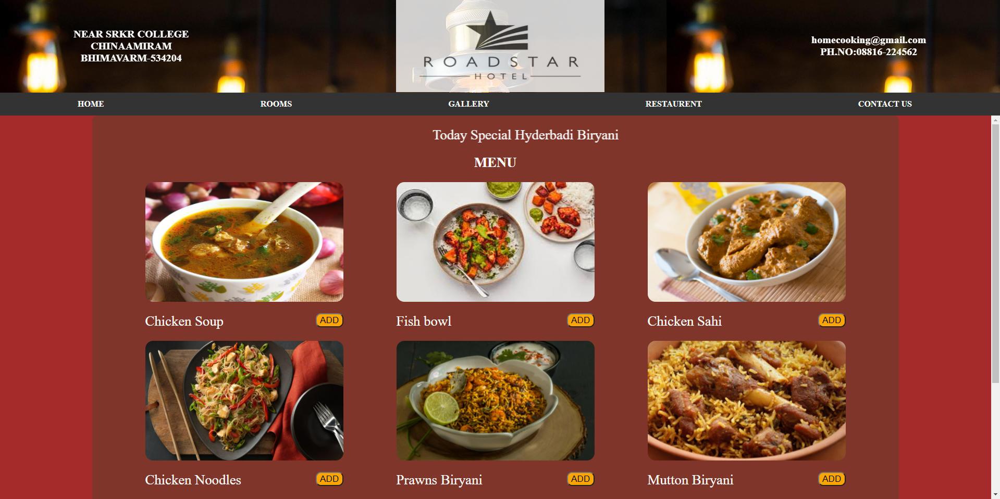 NEAR SRKR COLLEGE
CHINAAMIRAM
BHIMAVARM-534204
ROADSTAR
HOTEL
homecooking@gmail.com
PH.NO:08816-224562
HOME ROOMS GALLERY RESTAURENT CONTACT US
Today Special Hyderbadi Biryani
MENU
Chicken Soup ADD Fish bowl ADD Chicken Sahi ADD
Chicken Noodles ADD Prawns Biryani ADD Mutton Biryani ADD